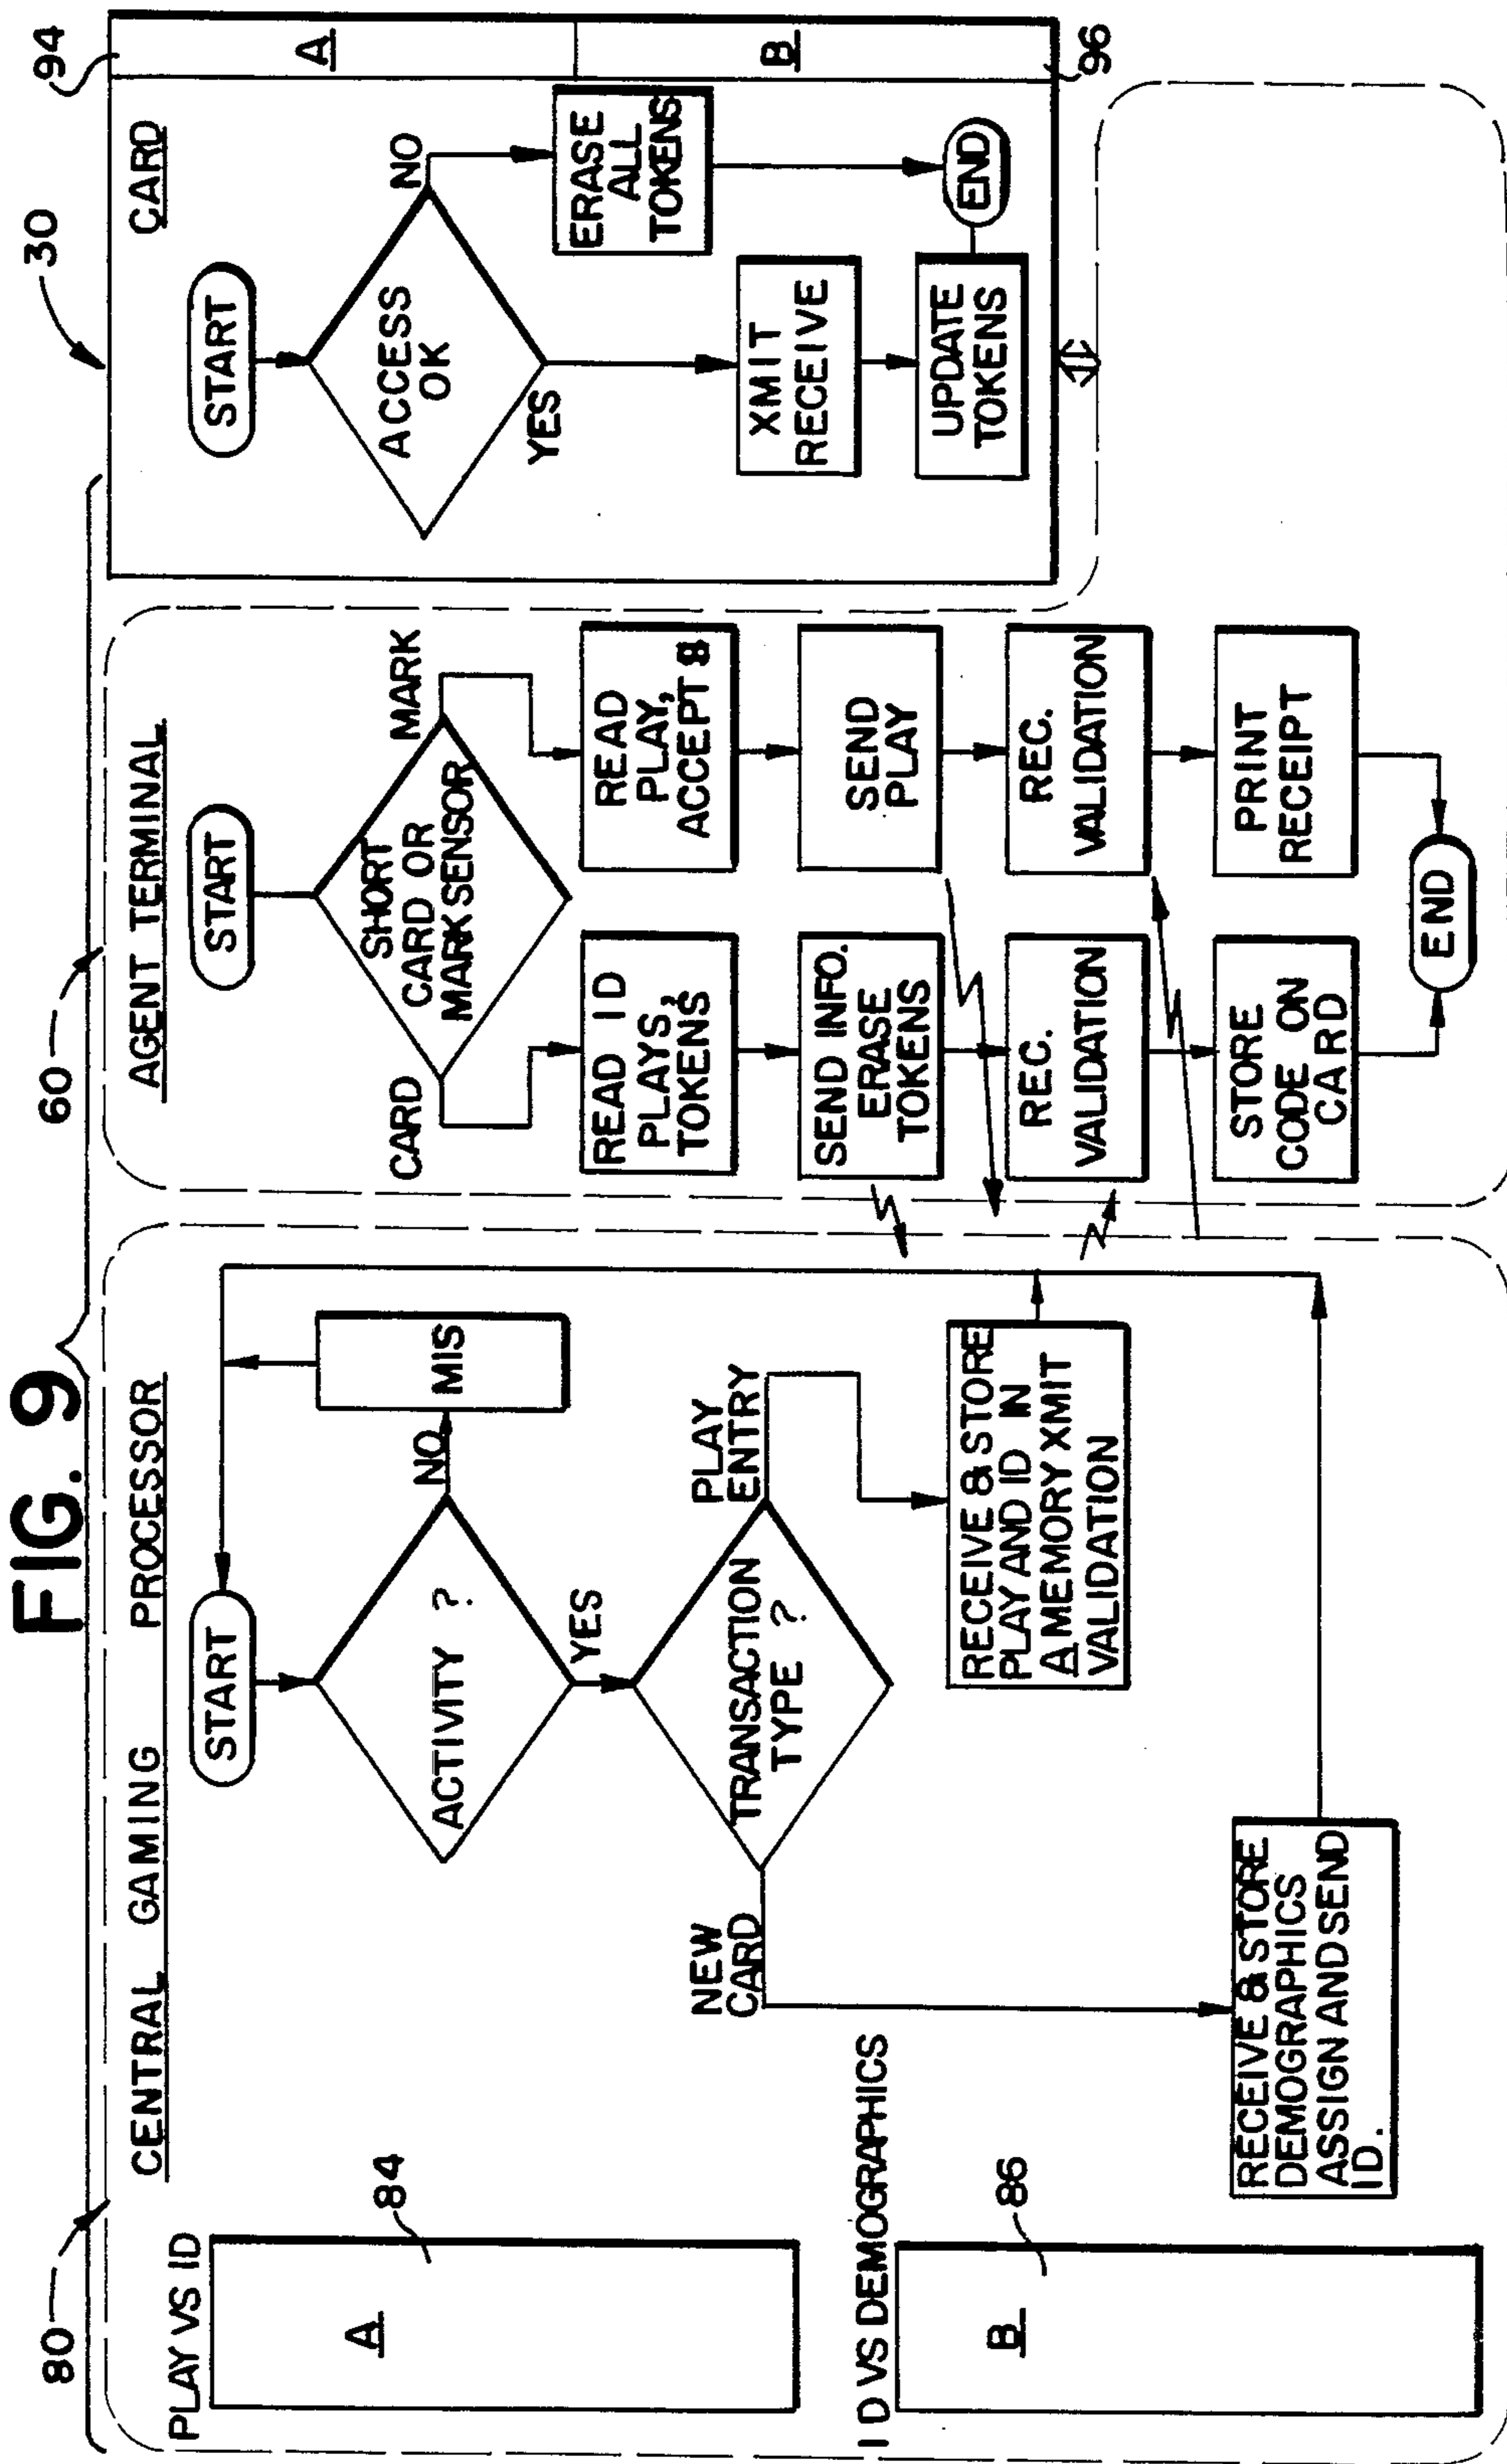 FIG. 9
80
CENTRAL GAMING PROCESSOR
PLAY VS ID
A
84
I D VS DEMOGRAPHICS
B
86
START
ACTIVITY ?
NO
MIS
YES
TRANSACTION
TYPE ?
NEW
CARD
PLAY
ENTRY
RECEIVE & STORE
PLAY AND ID IN
A MEMORY XMIT
VALIDATION
RECEIVE & STORE
DEMOGRAPHICS
ASSIGN AND SEND
ID.
60
AGENT TERMINAL
START
SHORT
CARD OR
MARK SENSOR
CARD
MARK
READ ID
PLAYS,
TOKENS
SEND INFO.
ERASE
TOKENS
REC.
VALIDATION
STORE
CODE ON
CARD
READ
PLAY,
ACCEPT $
SEND
PLAY
REC.
VALIDATION
PRINT
RECEIPT
END
30
CARD
START
ACCESS
OK
NO
YES
ERASE
ALL
TOKENS
XMIT
RECEIVE
UPDATE
TOKENS
END
94
A
B
96